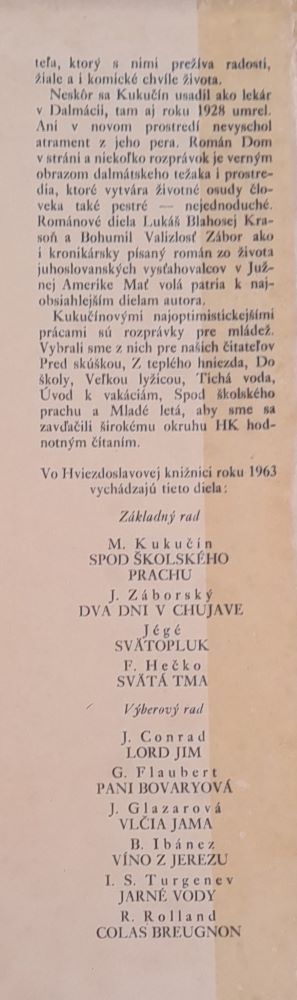 teľa, ktorý s nimi prežíva radosti,
žiale a i komické chvíle života.
Neskôr sa Kukučín usadil ako lekár
v Dalmácii, tam aj roku 1928 umrel.
Ani v novom prostredí nevyschol
atrament z jeho pera. Román Dom
v stráni a niekoľko rozprávok je verným
obrazom dalmátskeho težaka i prostre-
dia, ktoré vytvára životné osudy člo-
veka také pestré — nejednoduché.
Románové diela Lukáš Blahosej Kra-
soň a Bohumil Valizlosť Zábor ako
i kronikársky písaný román zo života
juhoslovanských vysťahovalcov v Juž-
nej Amerike Mať volá patria k naj-
obsiahlejším dielam autora.
Kukučínovými najoptimistickejšími
prácami sú rozprávky pre mládež.
Vybrali sme z nich pre našich čitateľov
Pred skúškou, Z teplého hniezda, Do
školy, Veľkou lyžicou, Tichá voda,
Úvod k vakáciám, Spod školského
prachu a Mladé letá, aby sme sa
zavďačili širokému okruhu HK hod-
notným čítaním.
Vo Hviezdoslavovej knižnici roku 1963
vychádzajú tieto diela:
Základný rad
M. Kukučín
SPOD ŠKOLSKÉHO
PRACHU
J. Záborský
DVA DNI V CHUJAVE
Jégé
SVÄTOPLUK
F. Hečko
SVÄTÁ TMA
Výberový rad
J. Conrad
LORD JIM
G. Flaubert
PANI BOVARYOVÁ
J. Glazarová
VLČIA JAMA
B. Ibánez
VÍNO Z JEREZU
I. S. Turgenev
JARNÉ VODY
R. Rolland
COLAS BREUGNON